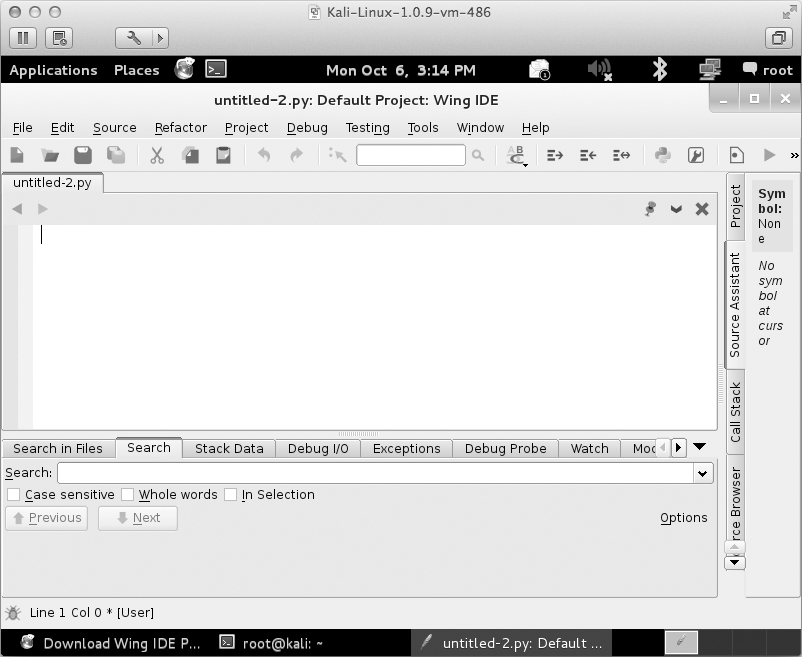 Kali-Linux-1.0.9-vm-486
Applications Places Mon Oct 6, 3:14 PM 1 root
untitled-2.py: Default Project: Wing IDE
File Edit Source Refactor Project Debug Testing Tools Window Help
AB
C
untitled-2.py
Project
Source Assistant
Call Stack
rce Browser
Sym
bol:
Non
e
No
sym
bol
at
curs
or
Search in Files Search Stack Data Debug I/O Exceptions Debug Probe Watch Moc
Search:
Case sensitive Whole words In Selection
Previous Next Options
Line 1 Col 0 * [User]
Download Wing IDE P... root@kali: ~ untitled-2.py: Default ...